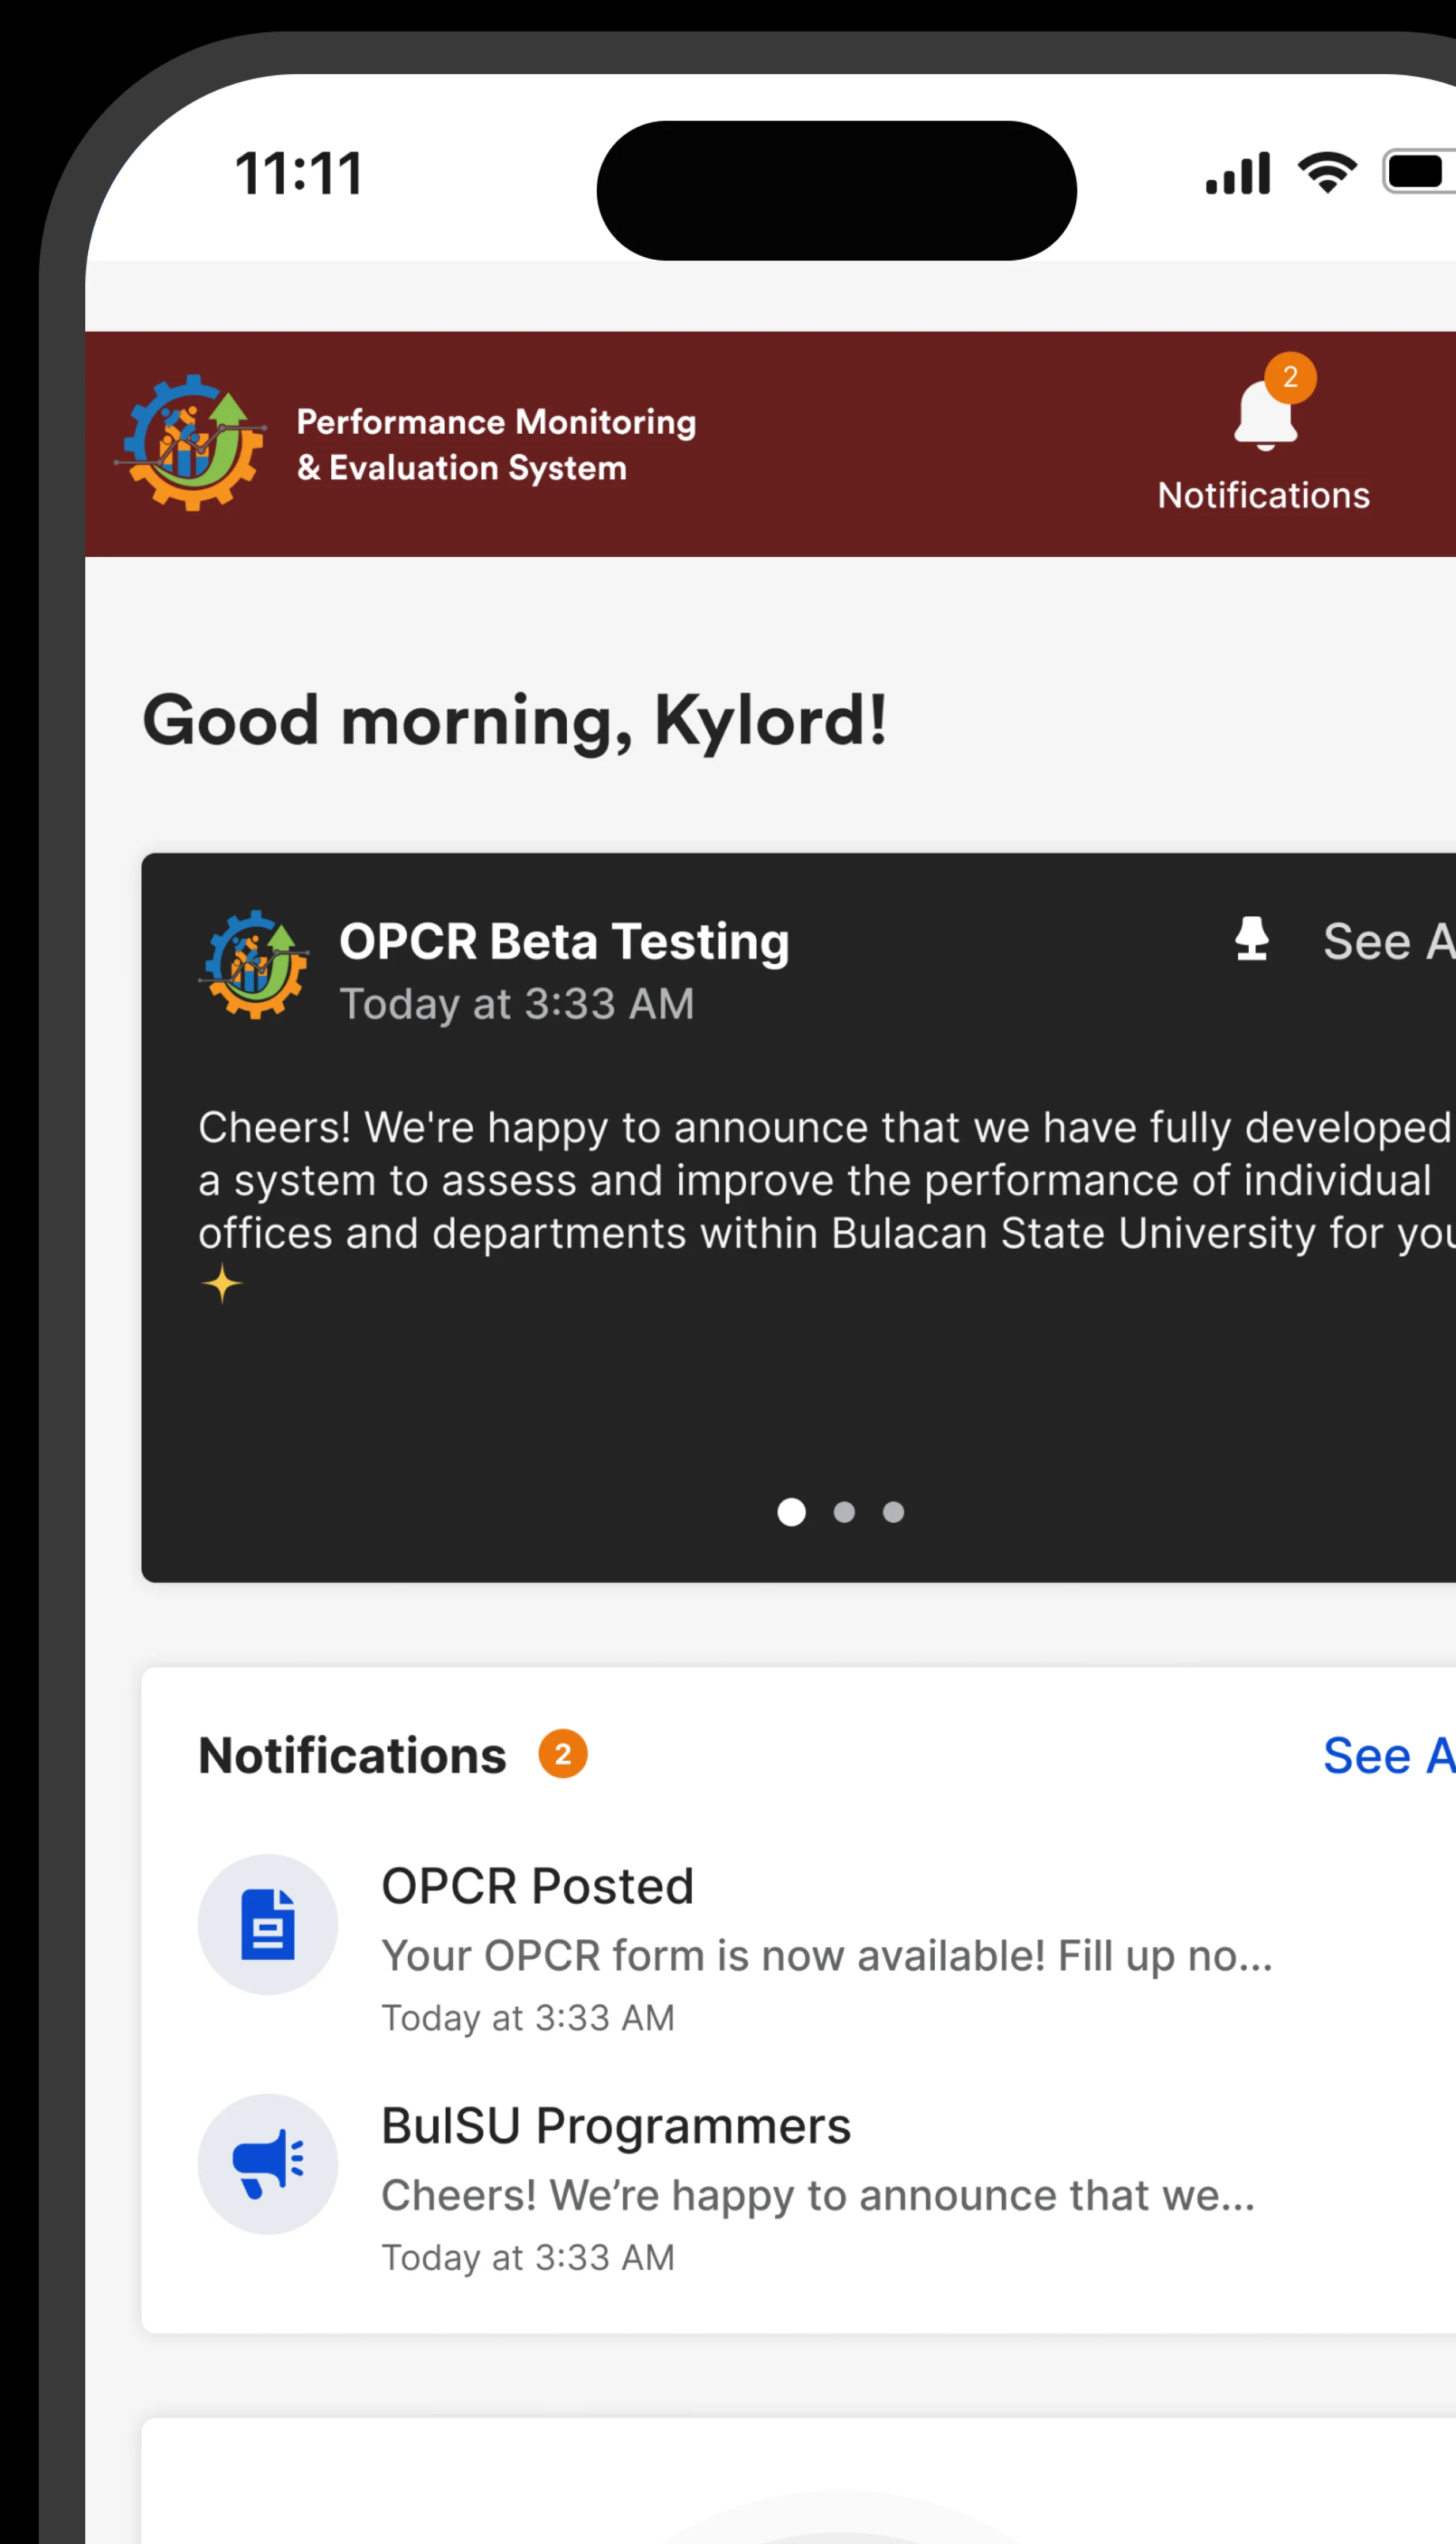 11:11
Performance Monitoring
& Evaluation System
2
Notifications
Good morning, Kylord!
OPCR Beta Testing
See A
Today at 3:33 AM
Cheers! We're happy to announce that we have fully developed
a system to assess and improve the performance of individual
offices and departments within Bulacan State University for you
Notifications 2
See A
OPCR Posted
Your OPCR form is now available! Fill up no...
Today at 3:33 AM
BulSU Programmers
Cheers! We’re happy to announce that we...
Today at 3:33 AM